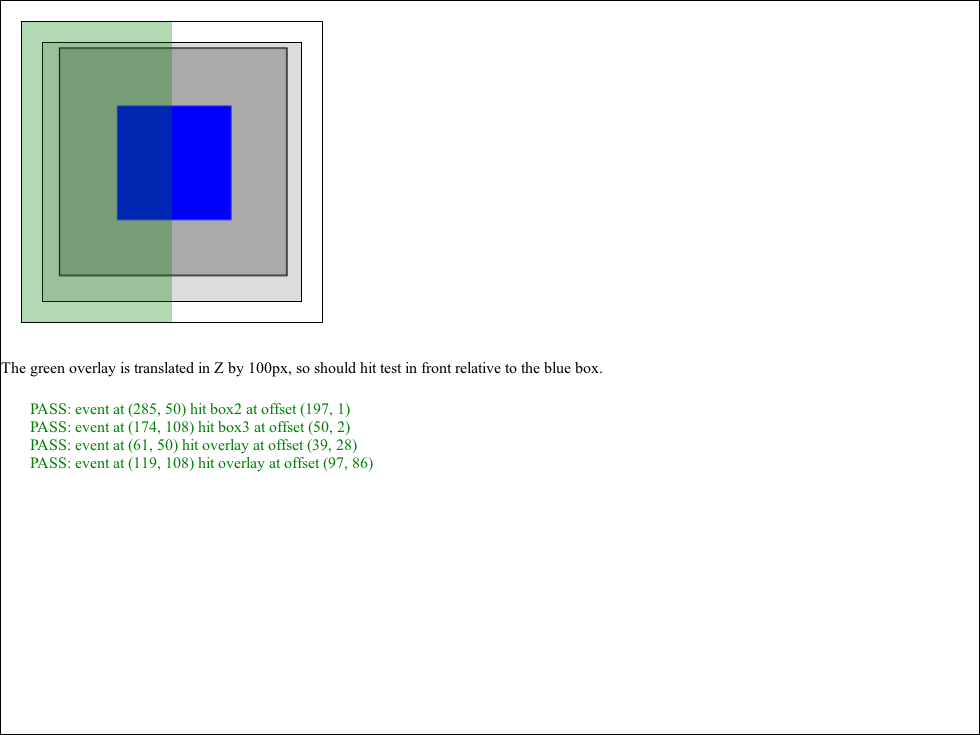 The green overlay is translated in Z by 100px, so should hit test in front relative to the blue box.
PASS: event at (285, 50) hit box2 at offset (197, 1)
PASS: event at (174, 108) hit box3 at offset (50, 2)
PASS: event at (61, 50) hit overlay at offset (39, 28)
PASS: event at (119, 108) hit overlay at offset (97, 86)